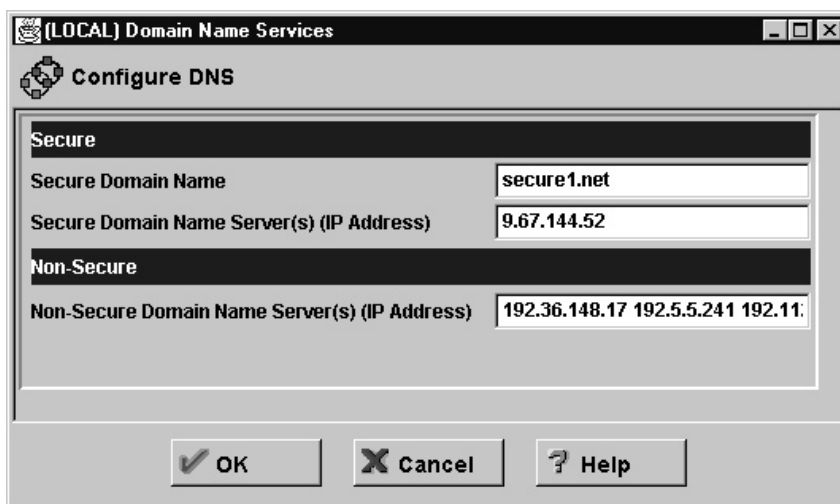 (LOCAL) Domain Name Services
Configure DNS
Secure
Secure Domain Name
secure1.net
Secure Domain Name Server(s) (IP Address)
9.67.144.52
Non-Secure
Non-Secure Domain Name Server(s) (IP Address)
192.36.148.17 192.5.5.241
OK
Cancel
Help